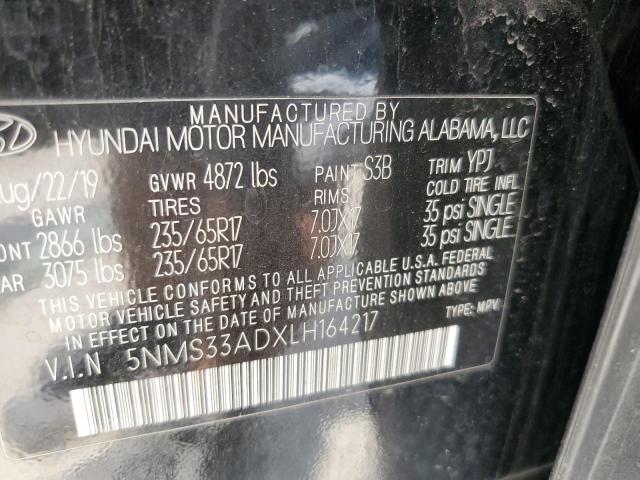 MANUFACTURED BY
HYUNDAI MOTOR MANUFACTURING ALABAMA, LLC
ug/22/19 GVWR 4872 lbs PAINT S3B TRIM YPJ
GAWR TIRES RIMS COLD TIRE INFL
ONT 2866 lbs 235/65R17 7.0JX17 35 psi SINGLE
AR 3075 lbs 235/65R17 7.0JX17 35 psi SINGLE
THIS VEHICLE CONFORMS TO ALL APPLICABLE U.S.A. FEDERAL
MOTOR VEHICLE SAFETY AND THEFT PREVENTION STANDARDS
IN EFFECT ON THE DATE OF MANUFACTURE SHOWN ABOVE.
V.I.N 5NMS33ADXLH164217 TYPE: MPV